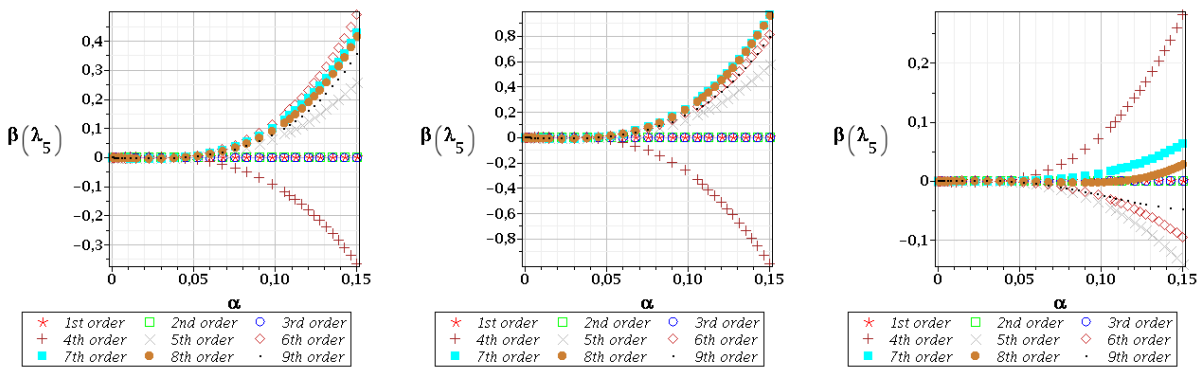 0,4
0,3
0,2
0,1
0
-0,1
-0,2
-0,3
β(λ5)
0 0,05 0,10 0,15
α
1st order 2nd order 3rd order
4th order 5th order 6th order
7th order 8th order 9th order
0,8
0,6
0,4
0,2
0
-0,2
-0,4
-0,6
-0,8
β(λ5)
0 0,05 0,10 0,15
α
1st order 2nd order 3rd order
4th order 5th order 6th order
7th order 8th order 9th order
0,2
0,1
0
-0,1
β(λ5)
0 0,05 0,10 0,15
α
1st order 2nd order 3rd order
4th order 5th order 6th order
7th order 8th order 9th order